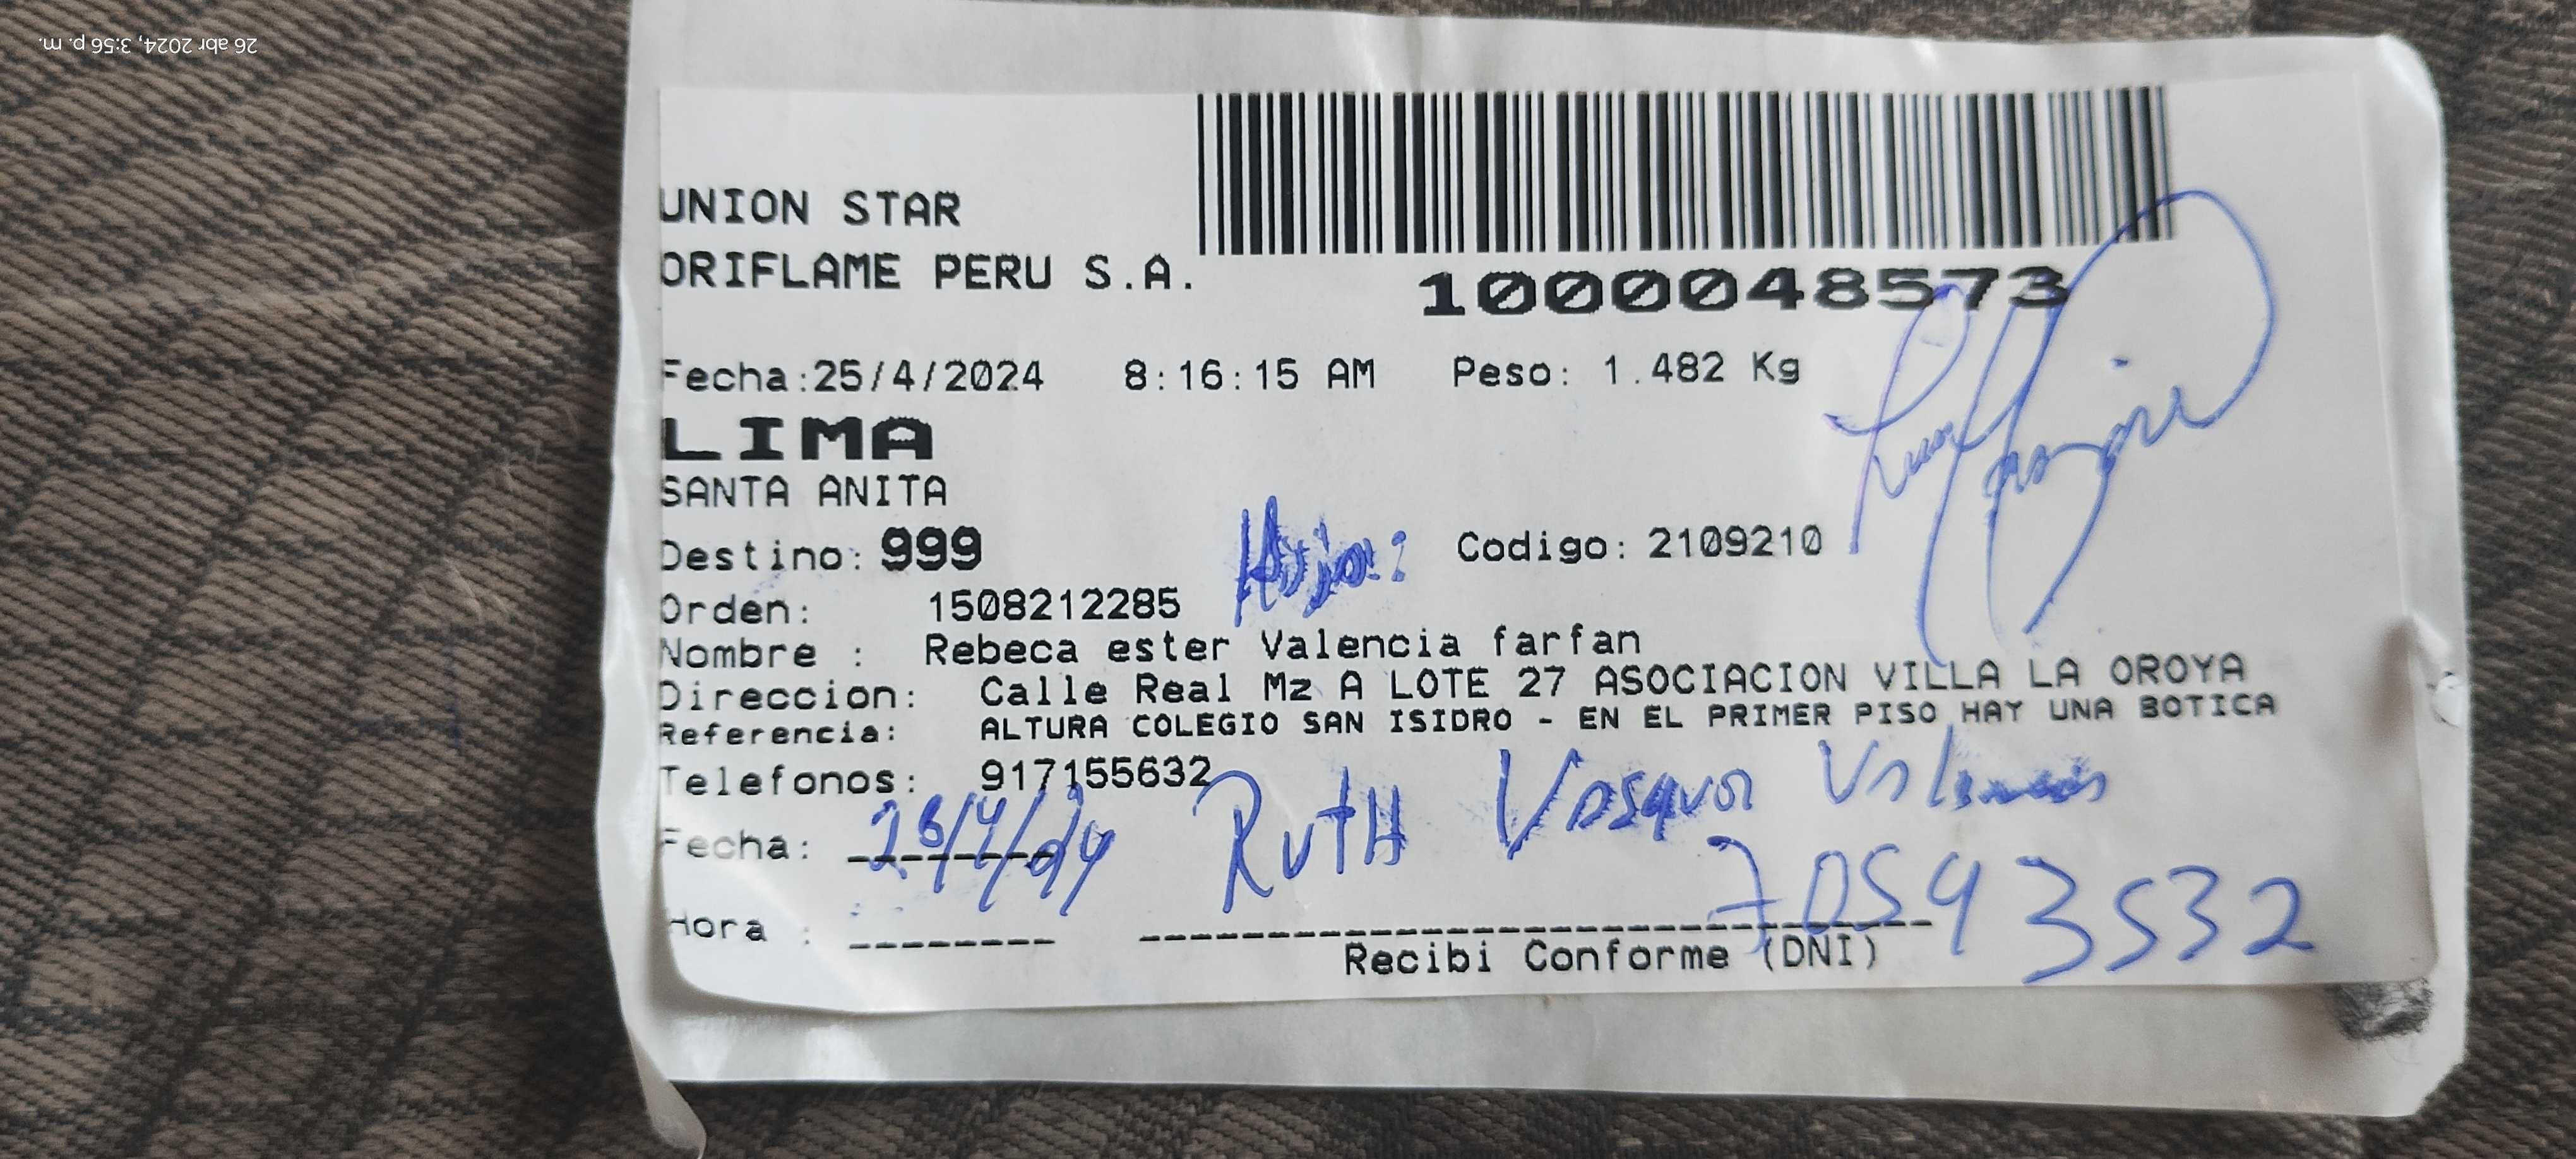 26 abr 2024, 3:56 p. m.
UNION STAR
ORIFLAME PERU S.A.
1000048573
Fecha:25/4/2024 8:16:15 AM Peso: 1.482 Kg
LIMA
SANTA ANITA
Destino: 999 Hija: Codigo: 2109210
Orden: 1508212285
Nombre : Rebeca ester Valencia farfan
Direccion: Calle Real Mz A LOTE 27 ASOCIACION VILLA LA OROYA
Referencia: ALTURA COLEGIO SAN ISIDRO - EN EL PRIMER PISO HAY UNA BOTICA
Telefonos: 917155632
Fecha: 26/4/24 RUTH Vasquez Valencia
70543532
Hora :
Recibi Conforme (DNI)